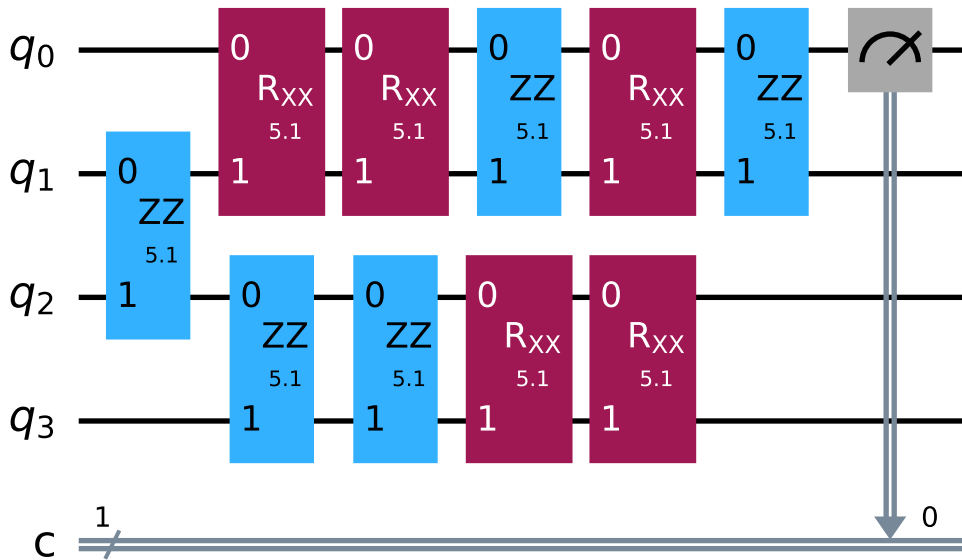 q0 0 0 0 0 0
RXX RXX ZZ RXX ZZ
5.1 5.1 5.1 5.1 5.1
q1 0 1 1 1 1 1
ZZ
5.1
q2 1 0 0 0 0
ZZ ZZ RXX RXX
5.1 5.1 5.1 5.1
q3 1 1 1 1
1 0
c